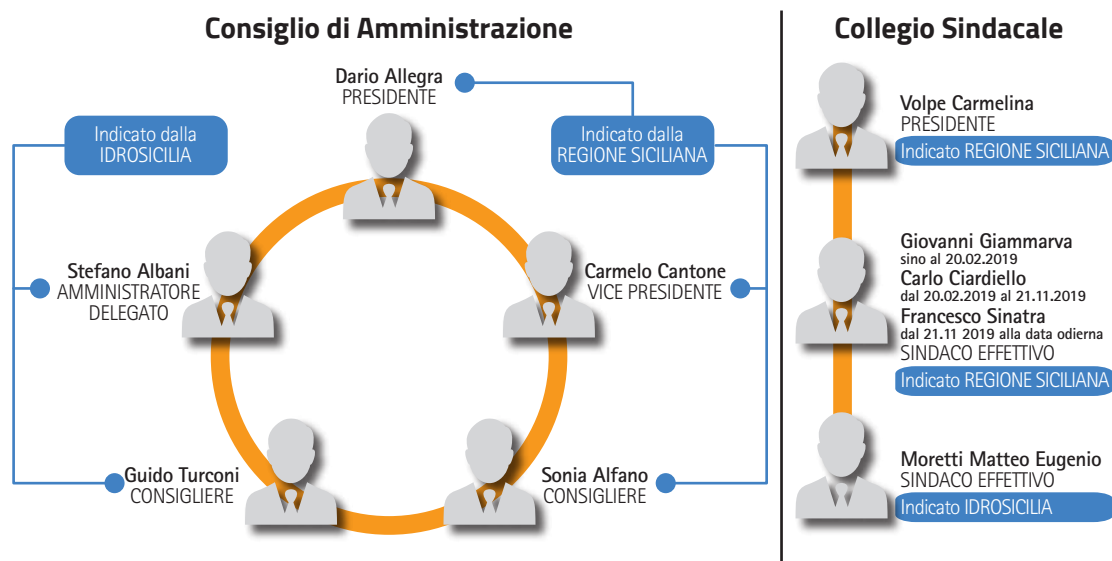 Consiglio di Amministrazione
Dario Allegra
PRESIDENTE
Indicato dalla
IDROSICILIA
Indicato dalla
REGIONE SICILIANA
Stefano Albani
AMMINISTRATORE
DELEGATO
Carmelo Cantone
VICE PRESIDENTE
Guido Turconi
CONSIGLIERE
Sonia Alfano
CONSIGLIERE
Collegio Sindacale
Volpe Carmelina
PRESIDENTE
Indicato REGIONE SICILIANA
Giovanni Giammarva
sino al 20.02.2019
Carlo Ciardiello
dal 20.02.2019 al 21.11.2019
Francesco Sinatra
dal 21.11 2019 alla data odierna
SINDACO EFFETTIVO
Indicato REGIONE SICILIANA
Moretti Matteo Eugenio
SINDACO EFFETTIVO
Indicato IDROSICILIA